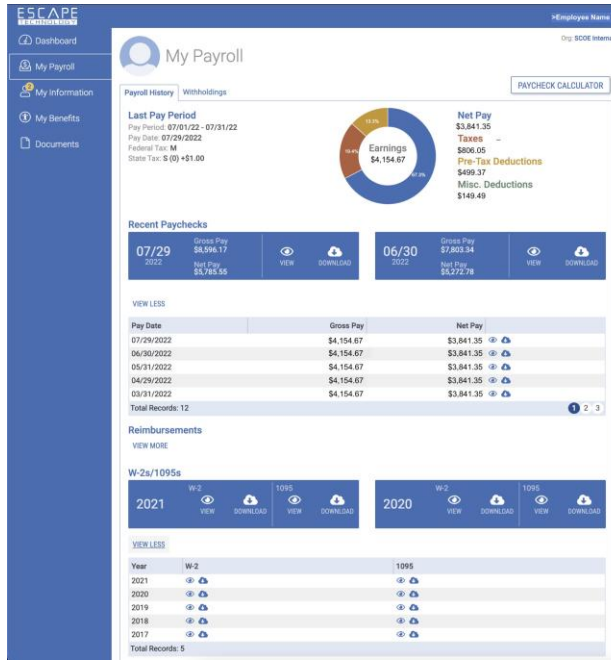 ESCAPE
TECHNOLOGY
>Employee Name
Org: SCOE Interna
Dashboard
My Payroll
2
My Information
My Benefits
Documents
My Payroll
PAYCHECK CALCULATOR
Payroll History Withholdings
Last Pay Period
Pay Period: 07/01/22 - 07/31/22
Pay Date: 07/29/2022
Federal Tax: M
State Tax: S (0) +$1.00
Earnings
$4,154.67
Net Pay
$3,841.35
Taxes
$806.05
Pre-Tax Deductions
$499.37
Misc. Deductions
$149.49
Recent Paychecks
07/29
2022
Gross Pay
$8,596.17
Net Pay
$5,785.55
VIEW
DOWNLOAD
06/30
2022
Gross Pay
$7,803.34
Net Pay
$5,272.78
VIEW
DOWNLOAD
VIEW LESS
Pay Date Gross Pay Net Pay
07/29/2022 $4,154.67 $3,841.35
06/30/2022 $4,154.67 $3,841.35
05/31/2022 $4,154.67 $3,841.35
04/29/2022 $4,154.67 $3,841.35
03/31/2022 $4,154.67 $3,841.35
Total Records: 12 1 2 3
Reimbursements
VIEW MORE
W-2s/1095s
2021
W-2
VIEW DOWNLOAD
1095
VIEW DOWNLOAD
2020
W-2
VIEW DOWNLOAD
1095
VIEW DOWNLOAD
VIEW LESS
Year W-2 1095
2021
2020
2019
2018
2017
Total Records: 5